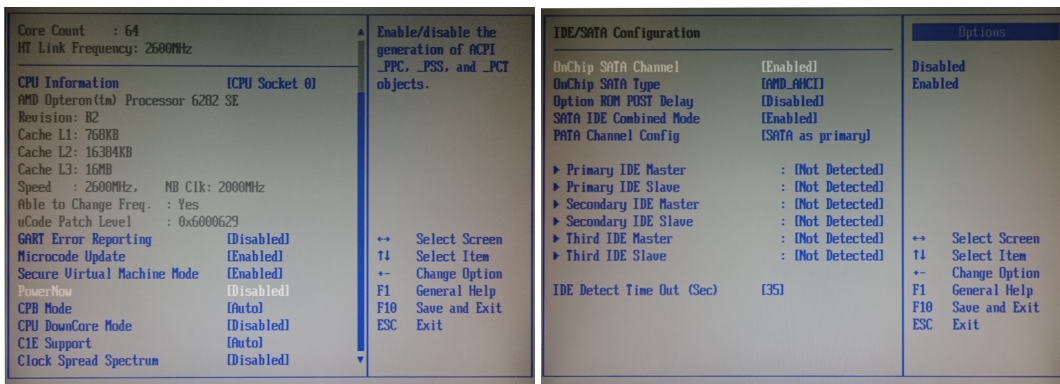 Core Count : 64
HT Link Frequency: 2600MHz
CPU Information [CPU Socket 0]
AMD Opteron(tm) Processor 6282 SE
Revision: B2
Cache L1: 768KB
Cache L2: 16384KB
Cache L3: 16MB
Speed : 2600MHz, NB Clk: 2000MHz
Able to Change Freq. : Yes
uCode Patch Level : 0x6000629
GART Error Reporting [Disabled]
Microcode Update [Enabled]
Secure Virtual Machine Mode [Enabled]
PowerNow [Disabled]
CPB Mode [Auto]
CPU DownCore Mode [Disabled]
C1E Support [Auto]
Clock Spread Spectrum [Disabled]
Enable/disable the
generation of ACPI
_PPC, _PSS, and _PCT
objects.
↔ Select Screen
↑↓ Select Item
+- Change Option
F1 General Help
F10 Save and Exit
ESC Exit
IDE/SATA Configuration
OnChip SATA Channel [Enabled]
OnChip SATA Type [AMD_AHCI]
Option ROM POST Delay [Disabled]
SATA IDE Combined Mode [Enabled]
PATA Channel Config [SATA as primary]
▶ Primary IDE Master : [Not Detected]
▶ Primary IDE Slave : [Not Detected]
▶ Secondary IDE Master : [Not Detected]
▶ Secondary IDE Slave : [Not Detected]
▶ Third IDE Master : [Not Detected]
▶ Third IDE Slave : [Not Detected]
IDE Detect Time Out (Sec) [35]
Options
Disabled
Enabled
↔ Select Screen
↑↓ Select Item
+- Change Option
F1 General Help
F10 Save and Exit
ESC Exit